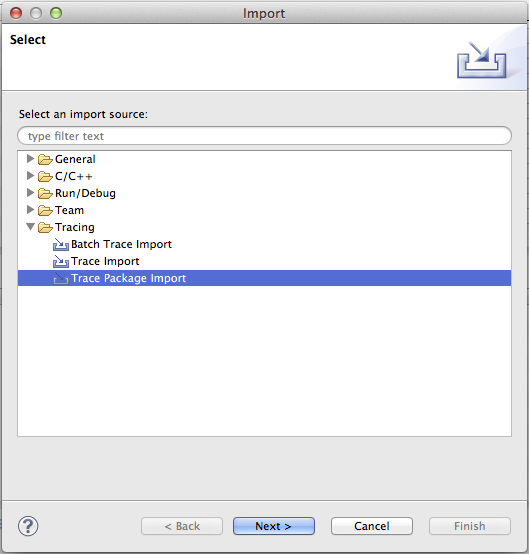 Import
Select
Select an import source:
type filter text
General
C/C++
Run/Debug
Team
Tracing
Batch Trace Import
Trace Import
Trace Package Import
?
< Back
Next >
Cancel
Finish